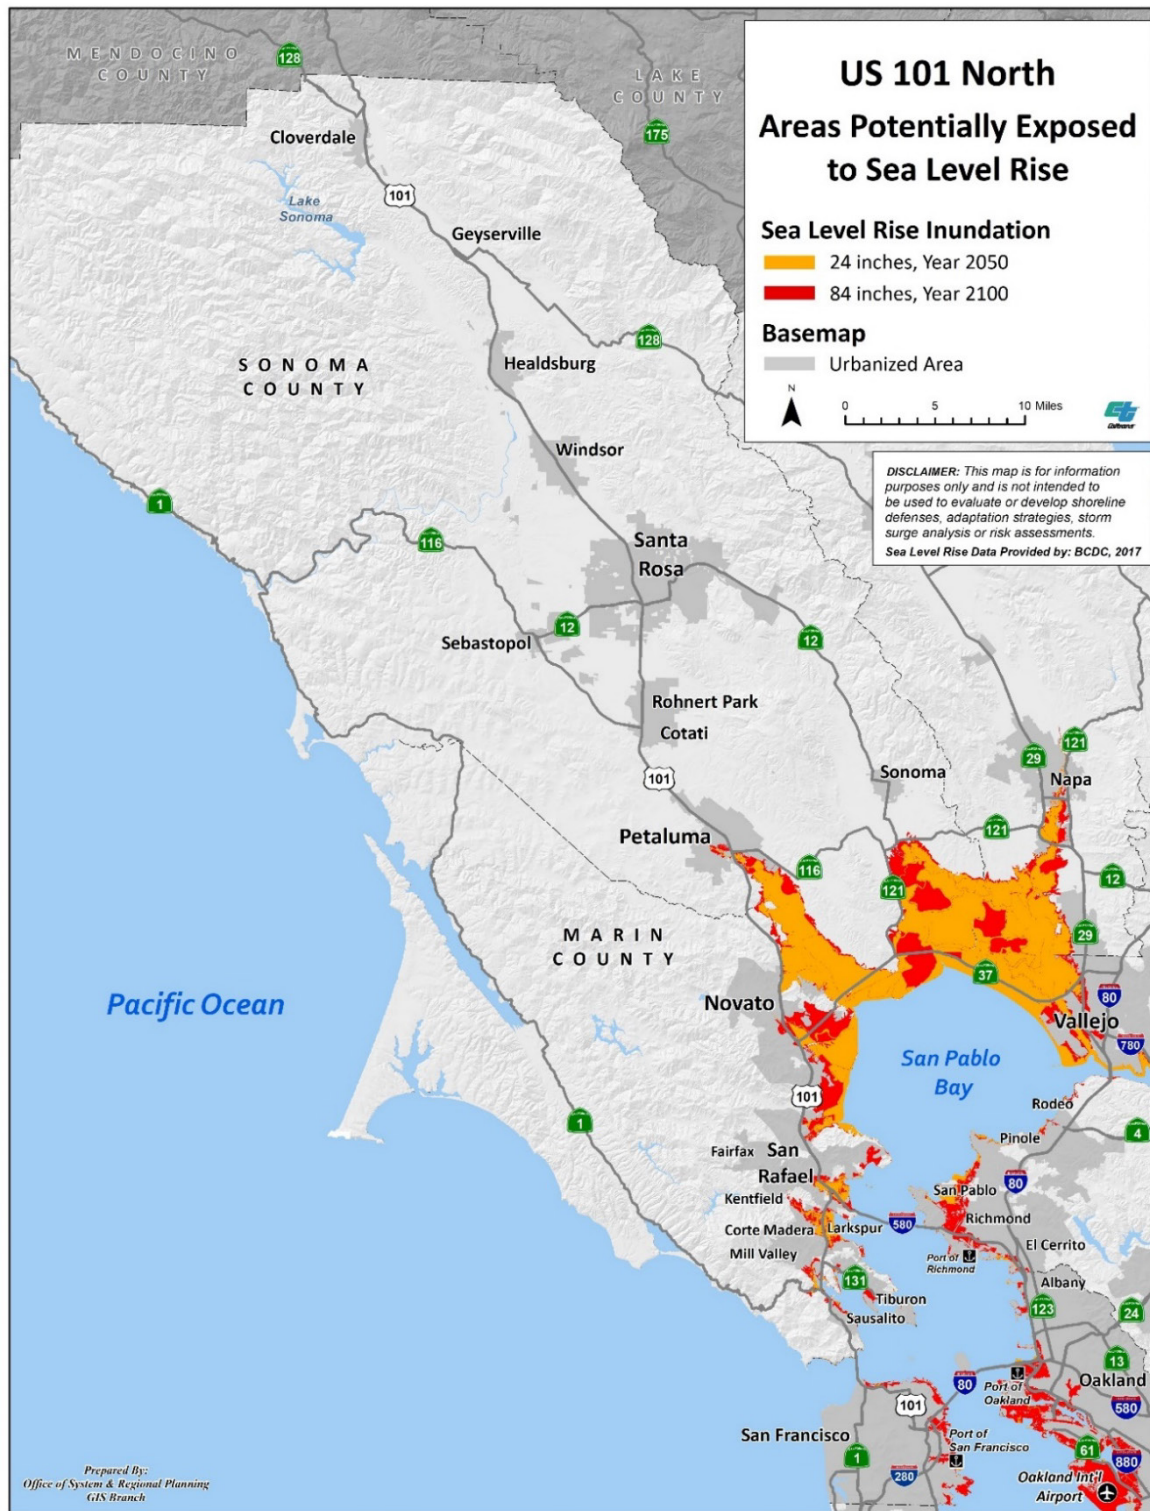 US 101 North
Areas Potentially Exposed
to Sea Level Rise
Sea Level Rise Inundation
24 inches, Year 2050
84 inches, Year 2100
Basemap
Urbanized Area
N
0 5 10 Miles
Caltrans
DISCLAIMER: This map is for information
purposes only and is not intended to
be used to evaluate or develop shoreline
defenses, adaptation strategies, storm
surge analysis or risk assessments.
Sea Level Rise Data Provided by: BCDC, 2017
MENDOCINO
COUNTY
128
LAKE
COUNTY
175
Cloverdale
Lake
Sonoma
101
Geyserville
128
SONOMA
COUNTY
Healdsburg
Windsor
1
116
Santa
Rosa
12
12
Sebastopol
Rohnert Park
Cotati
101
Sonoma
29
121
Napa
Petaluma
121
116
121
12
MARIN
COUNTY
29
37
Pacific Ocean
Novato
80
Vallejo
780
San Pablo
Bay
101
Rodeo
1
Pinole
4
Fairfax
San
Rafael
80
Kentfield
San Pablo
Corte Madera
Larkspur
580
Richmond
Mill Valley
El Cerrito
Port of
Richmond
131
Albany
Tiburon
123
24
Sausalito
13
80
Port of
Oakland
Oakland
101
580
San Francisco
1
Port of
San Francisco
61
880
280
Oakland Int'l
Airport
Prepared By:
Office of System & Regional Planning
GIS Branch